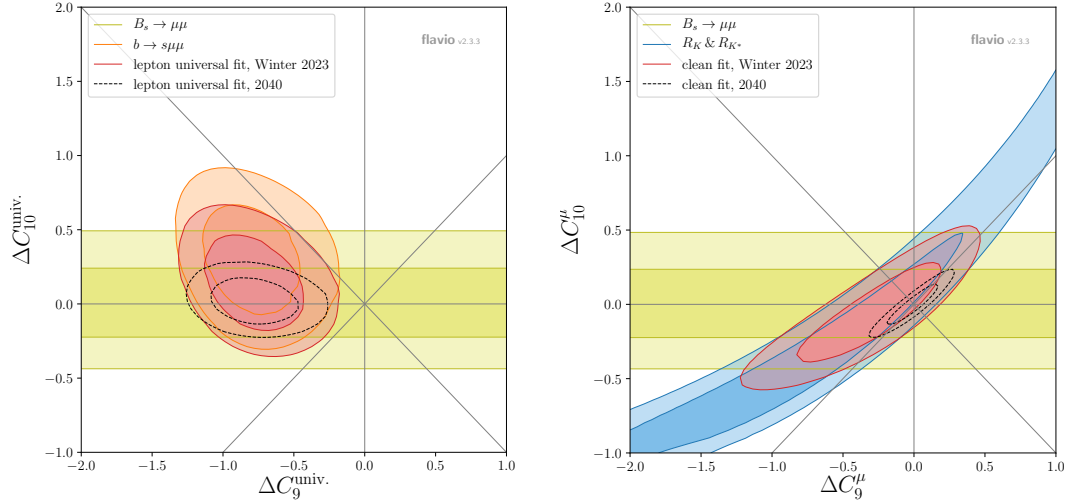 B_s → μμ
b → sμμ
lepton universal fit, Winter 2023
lepton universal fit, 2040
flavio v2.3.3
2.0
1.5
1.0
0.5
0.0
−0.5
−1.0
ΔC_10^univ.
−2.0 −1.5 −1.0 −0.5 0.0 0.5 1.0
ΔC_9^univ.
B_s → μμ
R_K & R_K*
clean fit, Winter 2023
clean fit, 2040
flavio v2.3.3
2.0
1.5
1.0
0.5
0.0
−0.5
−1.0
ΔC_10^μ
−2.0 −1.5 −1.0 −0.5 0.0 0.5 1.0
ΔC_9^μ